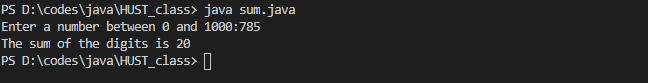 PS D:\codes\java\HUST_class> java sum.java
Enter a number between 0 and 1000:785
The sum of the digits is 20
PS D:\codes\java\HUST_class>